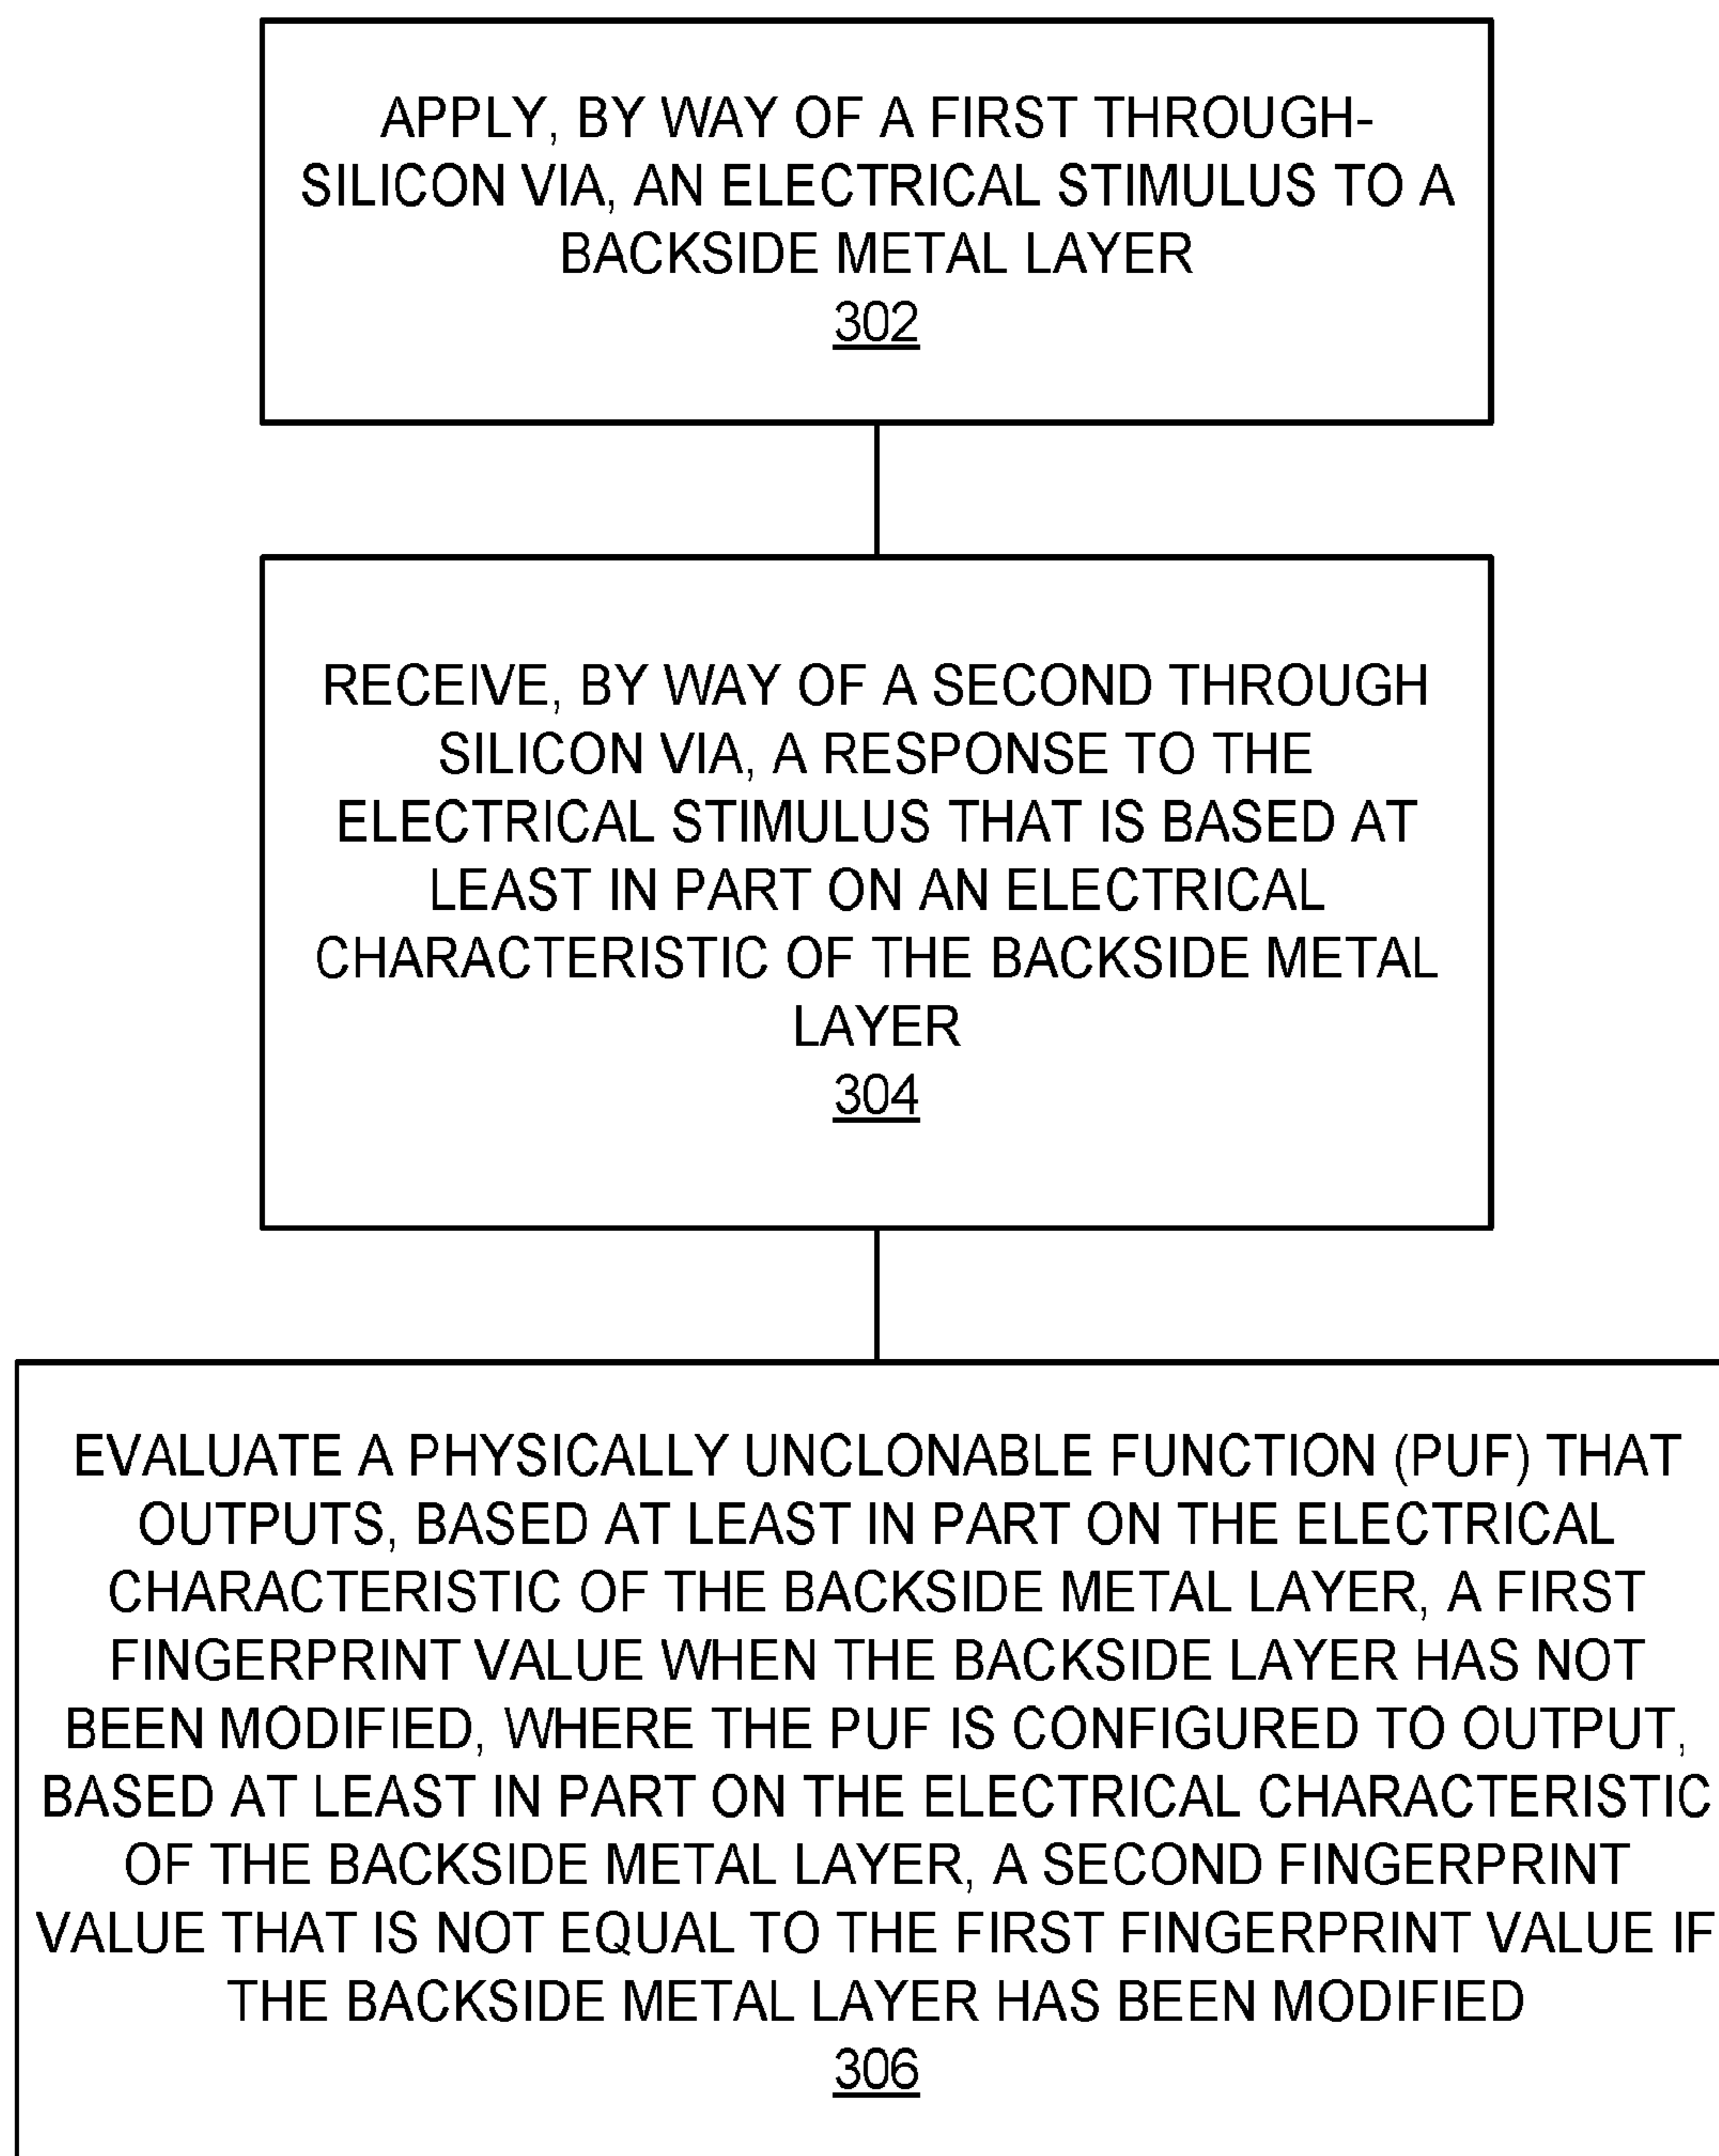 APPLY, BY WAY OF A FIRST THROUGH-
SILICON VIA, AN ELECTRICAL STIMULUS TO A
BACKSIDE METAL LAYER
302
RECEIVE, BY WAY OF A SECOND THROUGH
SILICON VIA, A RESPONSE TO THE
ELECTRICAL STIMULUS THAT IS BASED AT
LEAST IN PART ON AN ELECTRICAL
CHARACTERISTIC OF THE BACKSIDE METAL
LAYER
304
EVALUATE A PHYSICALLY UNCLONABLE FUNCTION (PUF) THAT
OUTPUTS, BASED AT LEAST IN PART ON THE ELECTRICAL
CHARACTERISTIC OF THE BACKSIDE METAL LAYER, A FIRST
FINGERPRINT VALUE WHEN THE BACKSIDE LAYER HAS NOT
BEEN MODIFIED, WHERE THE PUF IS CONFIGURED TO OUTPUT,
BASED AT LEAST IN PART ON THE ELECTRICAL CHARACTERISTIC
OF THE BACKSIDE METAL LAYER, A SECOND FINGERPRINT
VALUE THAT IS NOT EQUAL TO THE FIRST FINGERPRINT VALUE IF
THE BACKSIDE METAL LAYER HAS BEEN MODIFIED
306